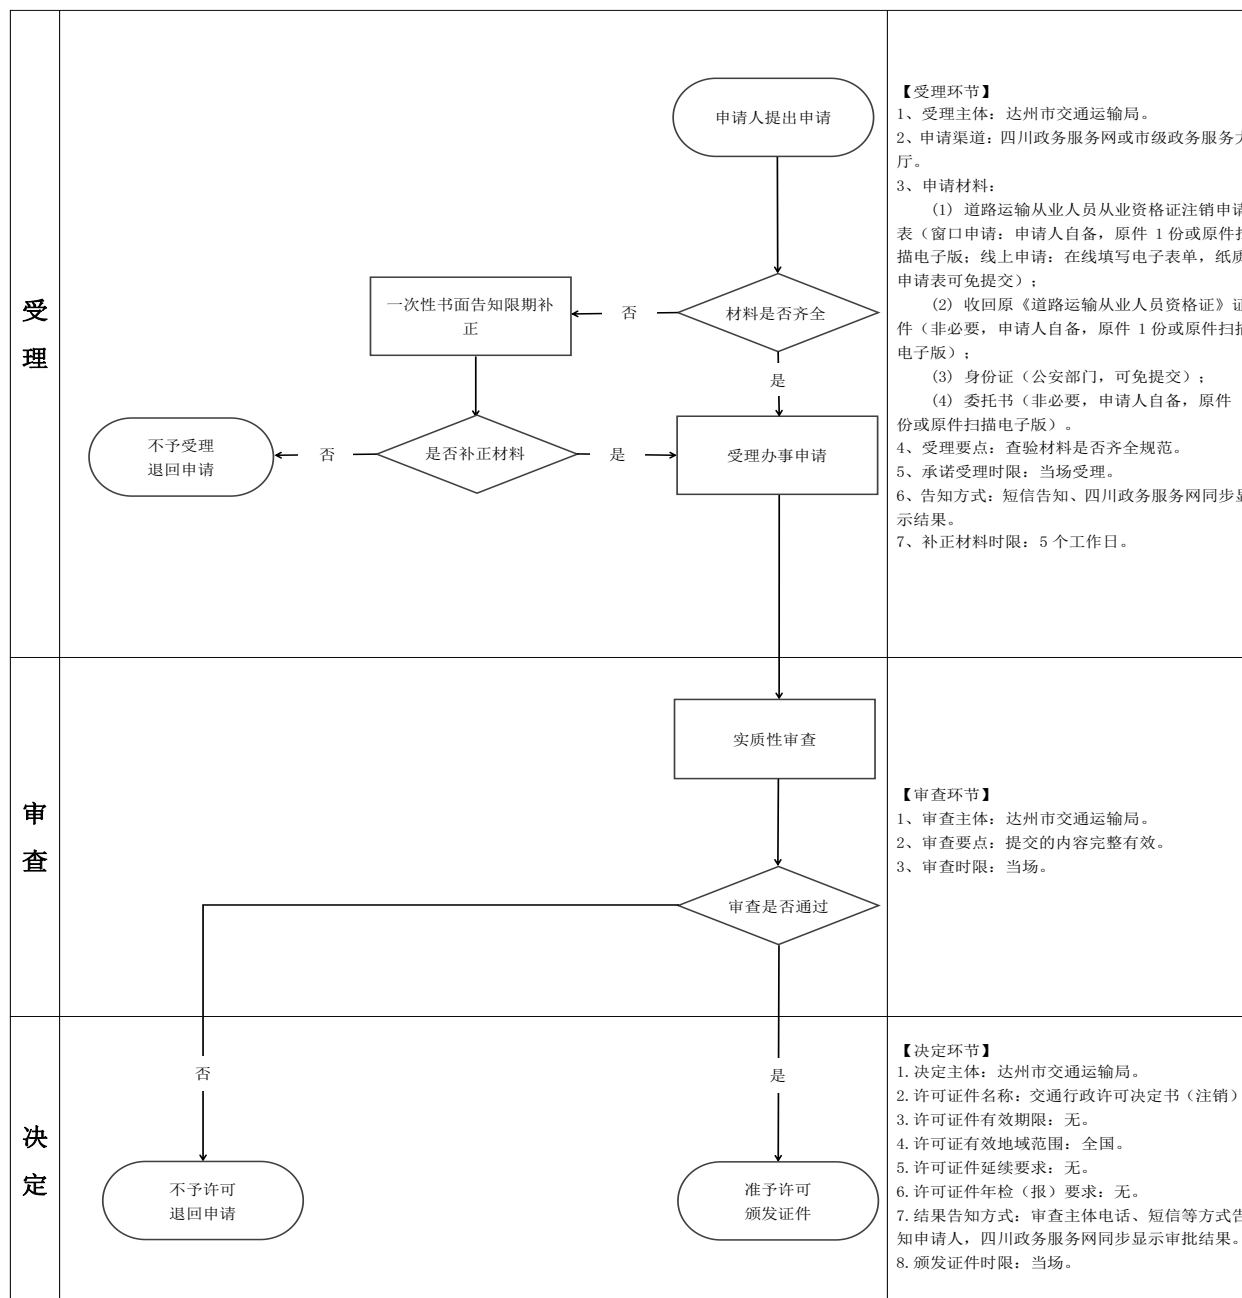 受
理
申请人提出申请
材料是否齐全
否
一次性书面告知限期补
正
是
是否补正材料
否
不予受理
退回申请
是
受理办事申请
【受理环节】
1、受理主体：达州市交通运输局。
2、申请渠道：四川政务服务网或市级政务服务大
厅。
3、申请材料：
（1）道路运输从业人员从业资格证注销申请
表（窗口申请：申请人自备，原件 1 份或原件扫
描电子版；线上申请：在线填写电子表单，纸质
申请表可免提交）；
（2）收回原《道路运输从业人员资格证》证
件（非必要，申请人自备，原件 1 份或原件扫描
电子版）；
（3）身份证（公安部门，可免提交）；
（4）委托书（非必要，申请人自备，原件
份或原件扫描电子版）。
4、受理要点：查验材料是否齐全规范。
5、承诺受理时限：当场受理。
6、告知方式：短信告知、四川政务服务网同步显
示结果。
7、补正材料时限：5 个工作日。
审
查
实质性审查
审查是否通过
【审查环节】
1、审查主体：达州市交通运输局。
2、审查要点：提交的内容完整有效。
3、审查时限：当场。
决
定
否
不予许可
退回申请
是
准予许可
颁发证件
【决定环节】
1.决定主体：达州市交通运输局。
2.许可证件名称：交通行政许可决定书（注销）
3.许可证件有效期限：无。
4.许可证有效地域范围：全国。
5.许可证件延续要求：无。
6.许可证件年检（报）要求：无。
7.结果告知方式：审查主体电话、短信等方式告
知申请人，四川政务服务网同步显示审批结果。
8.颁发证件时限：当场。